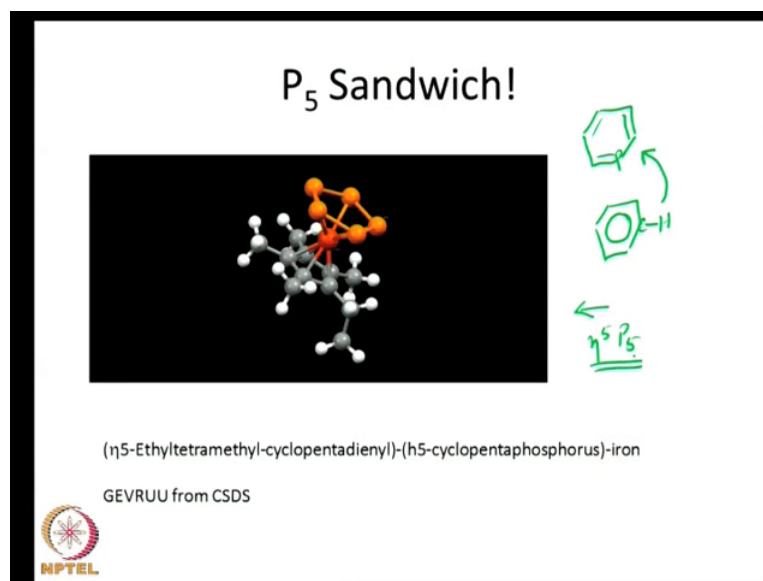 P₅ Sandwich!
P
C-H
η⁵ P₅
(η5-Ethyltetramethyl-cyclopentadienyl)-(h5-cyclopentaphosphorus)-iron
GEVRUU from CSDS
NPTEL